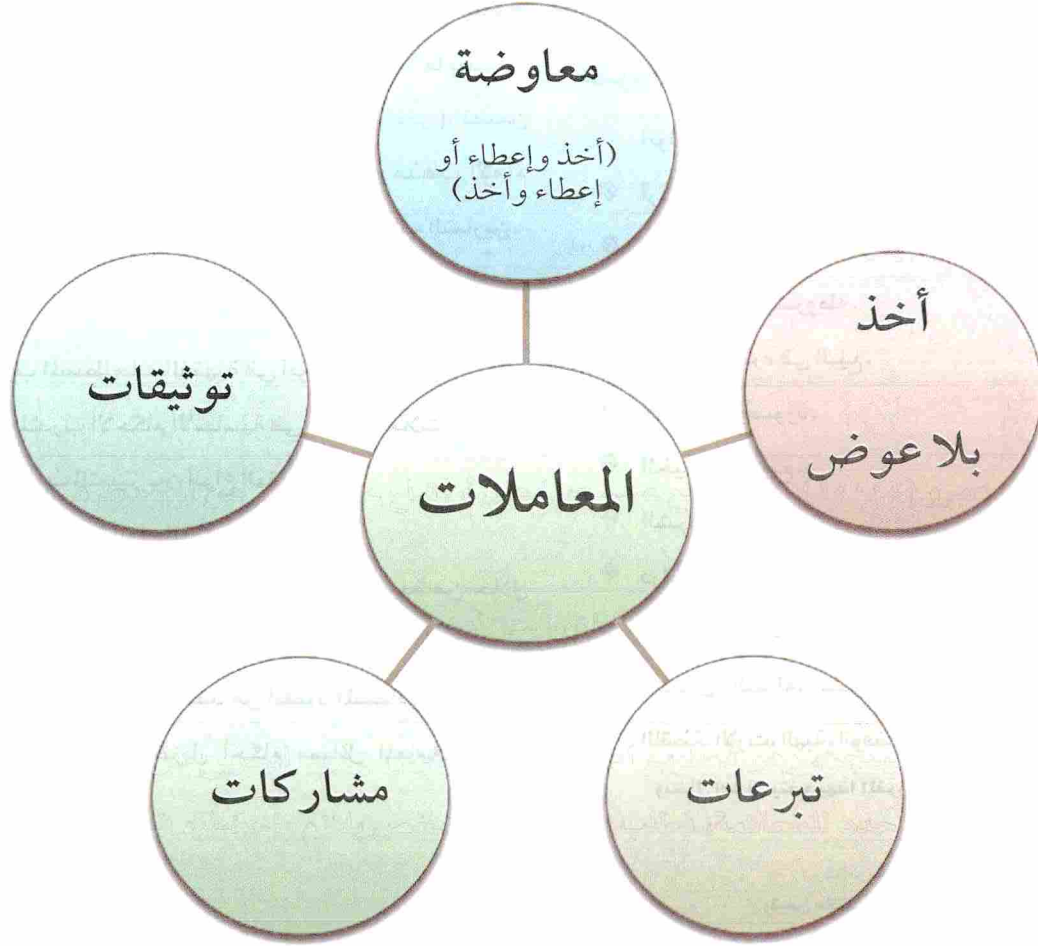 معاوضة
(أخذ وإعطاء أو
إعطاء وأخذ)
أخذ
بلا عوض
توثيقات
المعاملات
مشاركات
تبرعات